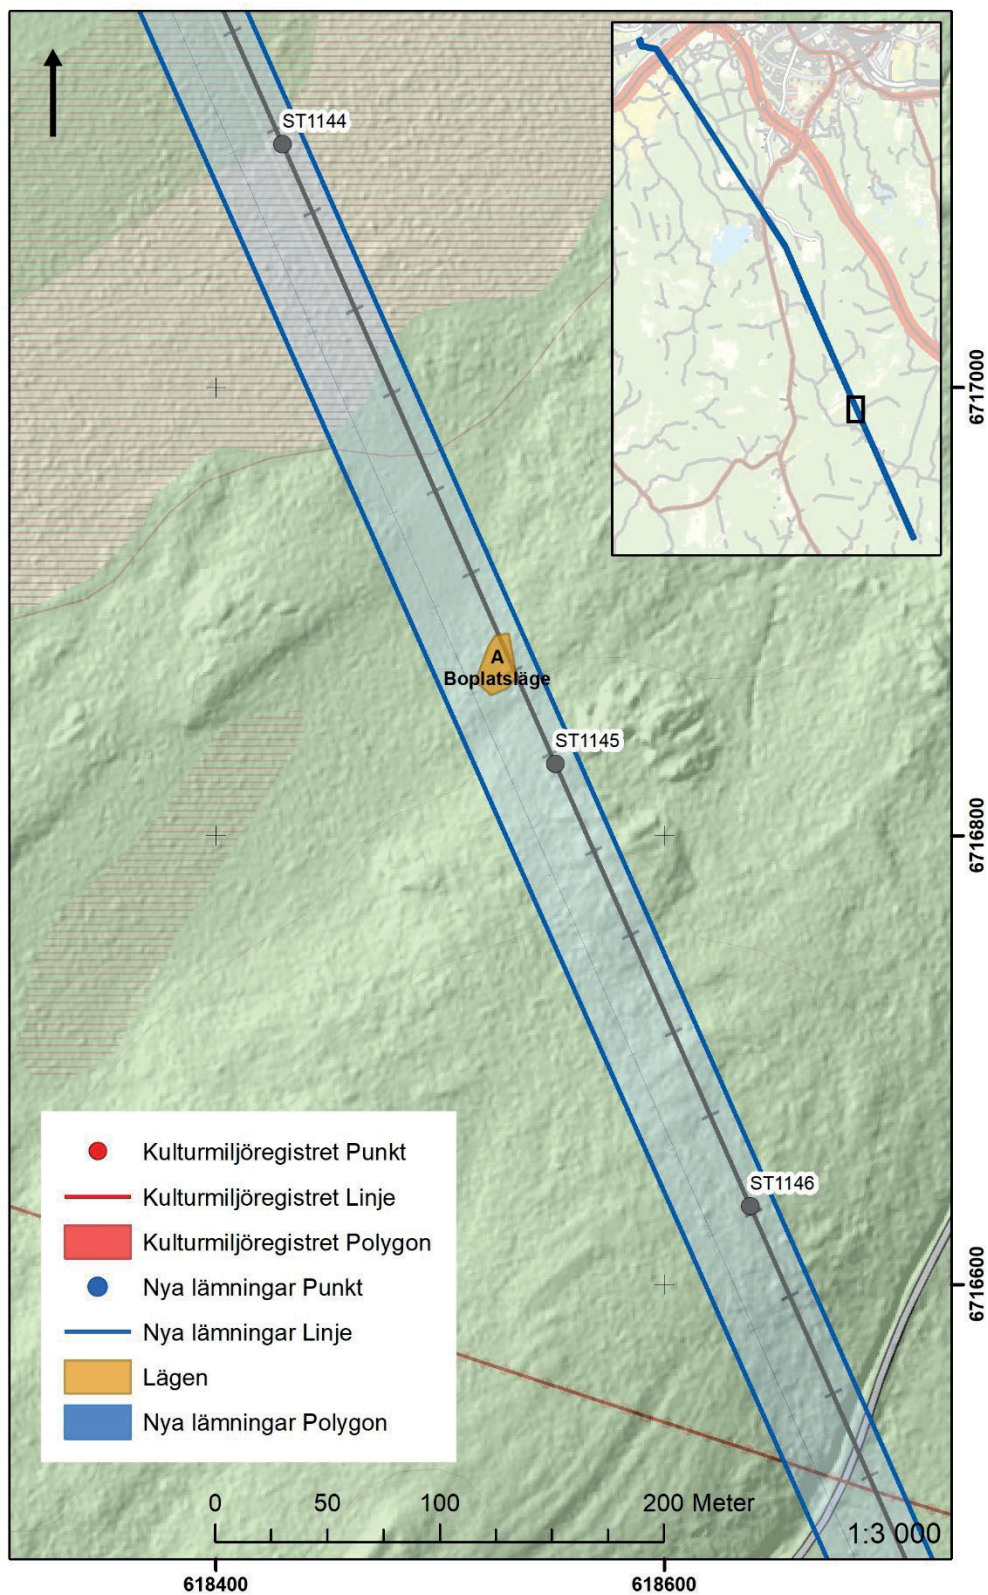 ST1144
6717000
A
Boplatsläge
ST1145
6716800
ST1146
6716600
Kulturmiljöregistret Punkt
Kulturmiljöregistret Linje
Kulturmiljöregistret Polygon
Nya lämningar Punkt
Nya lämningar Linje
Lägen
Nya lämningar Polygon
0 50 100 200 Meter
1:3 000
618400 618600